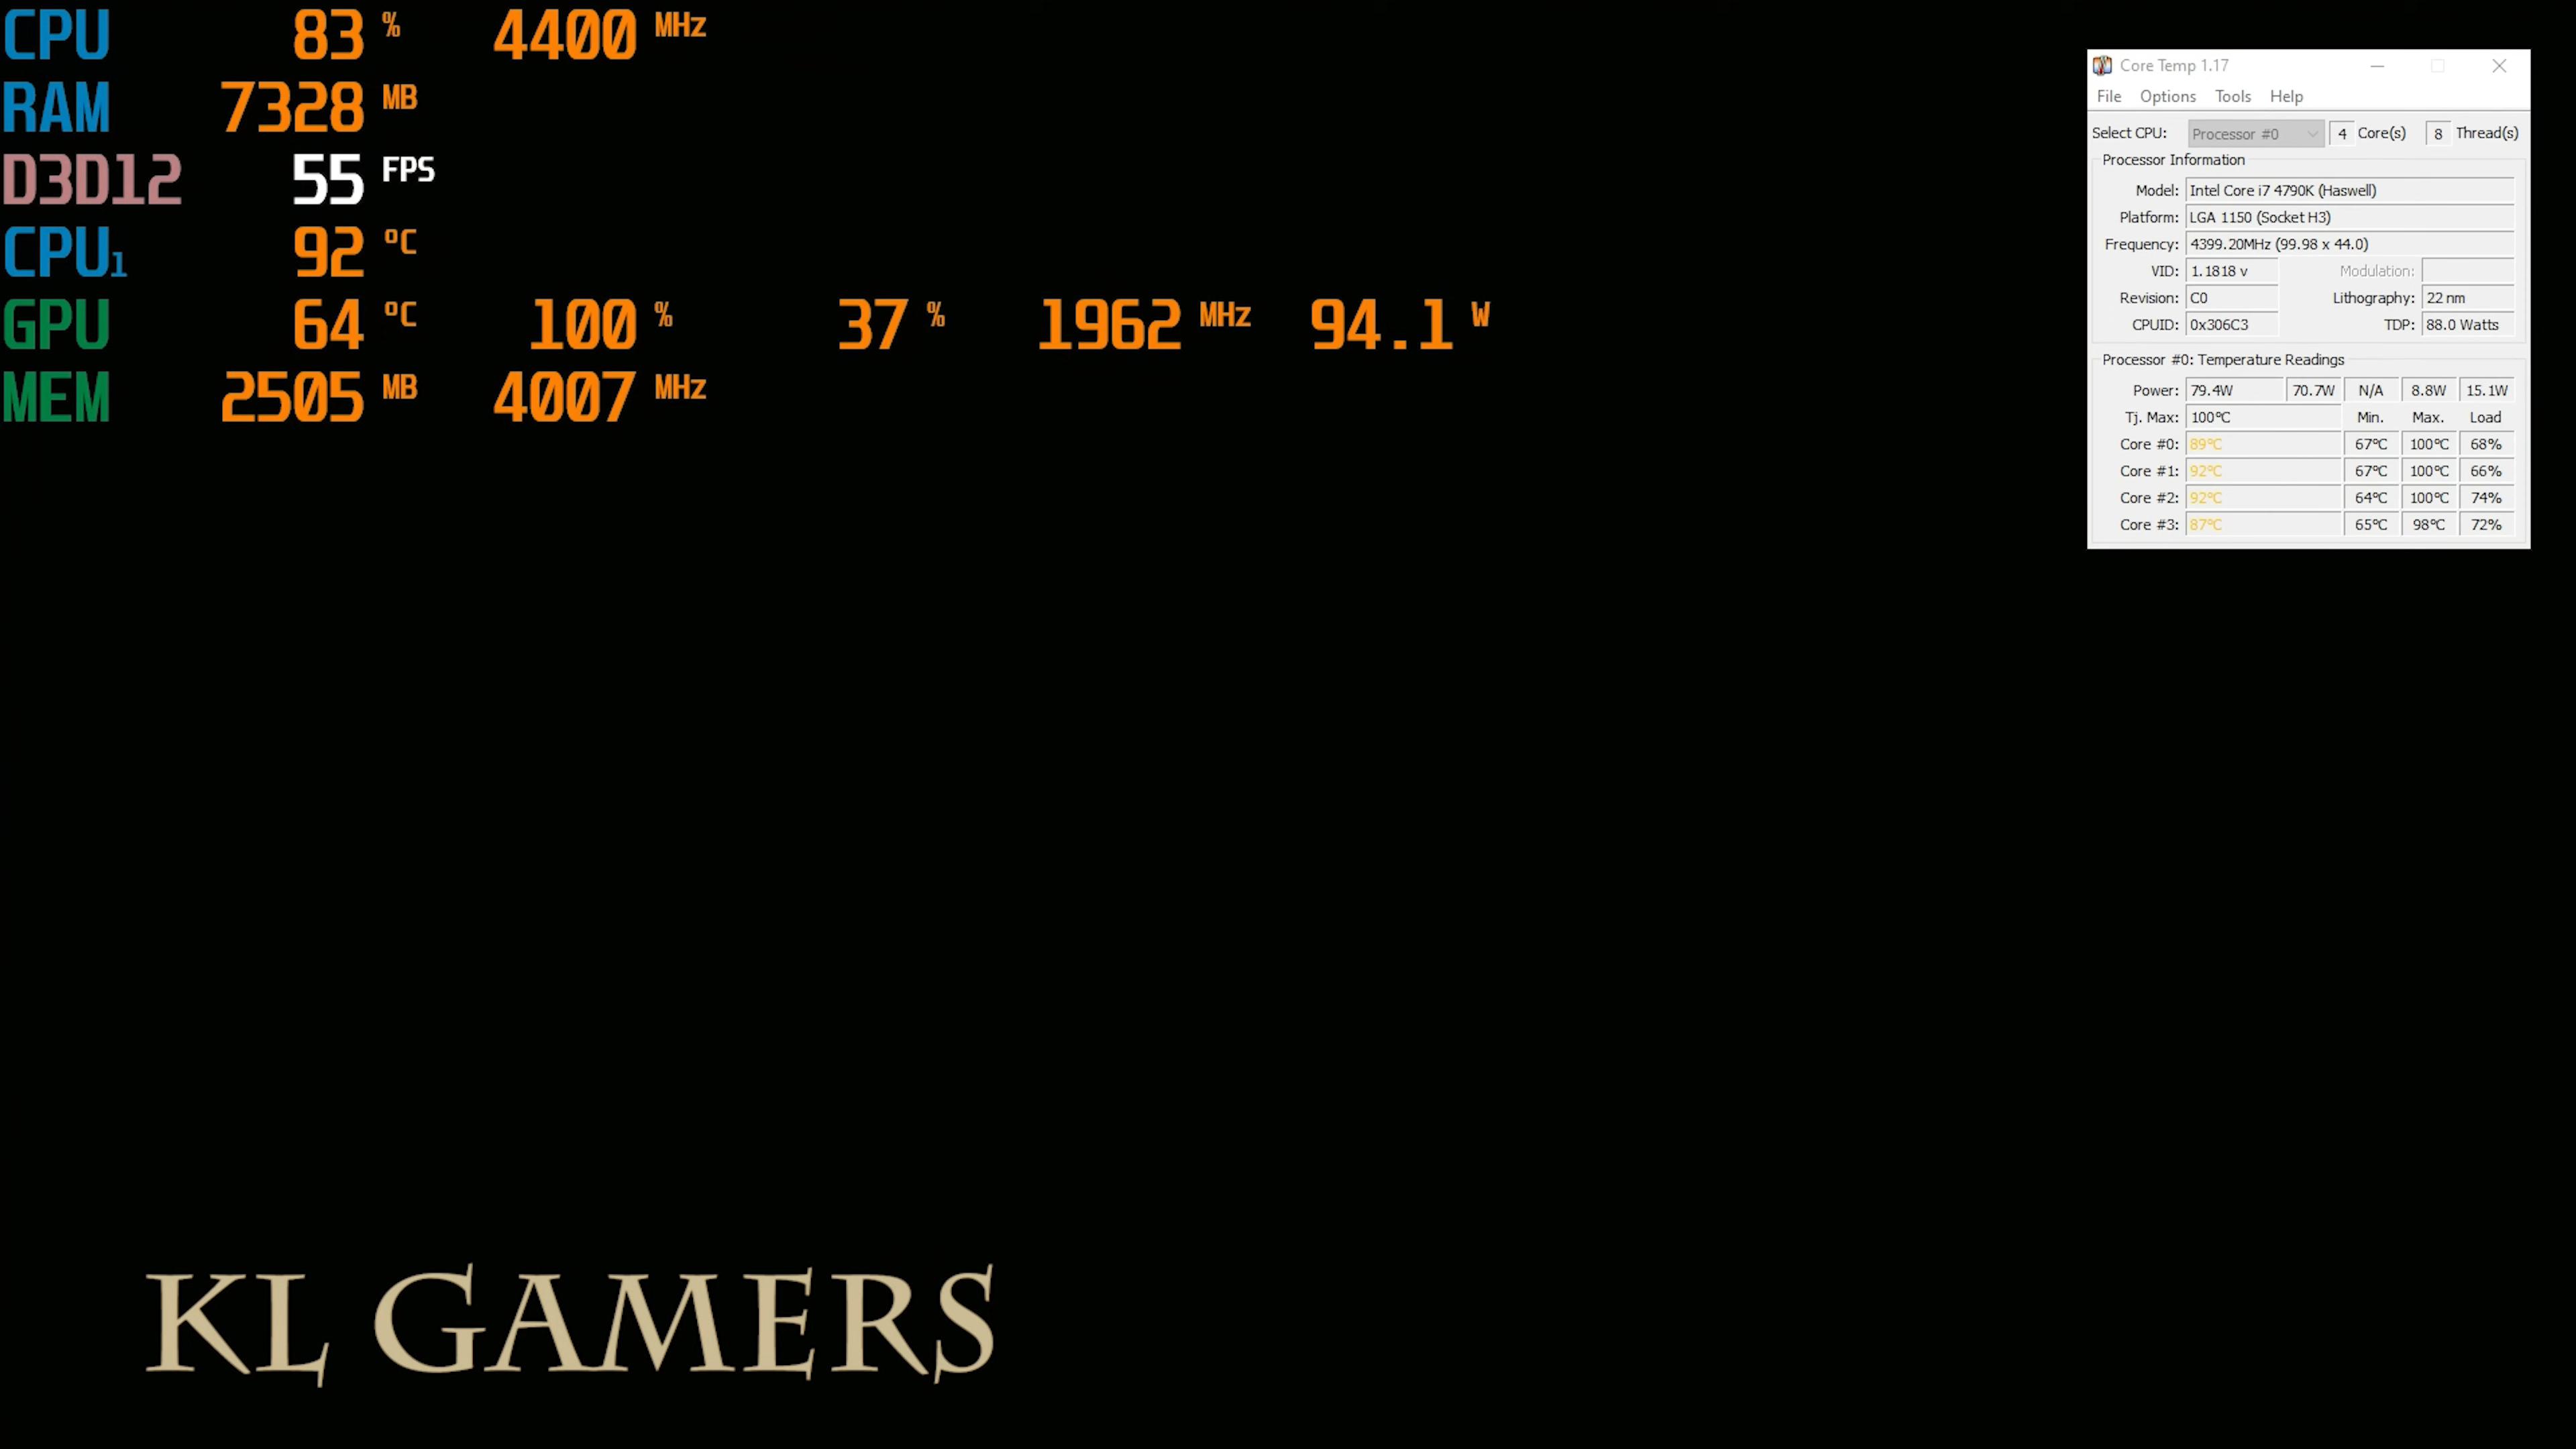 CPU 83 % 4400 MHz
RAM 7328 MB
D3D12 55 FPS
CPU1 92 °C
GPU 64 °C 100 % 37 % 1962 MHz 94.1 W
MEM 2505 MB 4007 MHz
Core Temp 1.17
File Options Tools Help
Select CPU: Processor #0 4 Core(s) 8 Thread(s)
Processor Information
Model: Intel Core i7 4790K (Haswell)
Platform: LGA 1150 (Socket H3)
Frequency: 4399.20MHz (99.98 x 44.0)
VID: 1.1818 v Modulation:
Revision: C0 Lithography: 22 nm
CPUID: 0x306C3 TDP: 88.0 Watts
Processor #0: Temperature Readings
Power: 79.4W 70.7W N/A 8.8W 15.1W
Tj. Max: 100°C Min. Max. Load
Core #0: 89°C 67°C 100°C 68%
Core #1: 92°C 67°C 100°C 66%
Core #2: 92°C 64°C 100°C 74%
Core #3: 87°C 65°C 98°C 72%
KL GAMERS